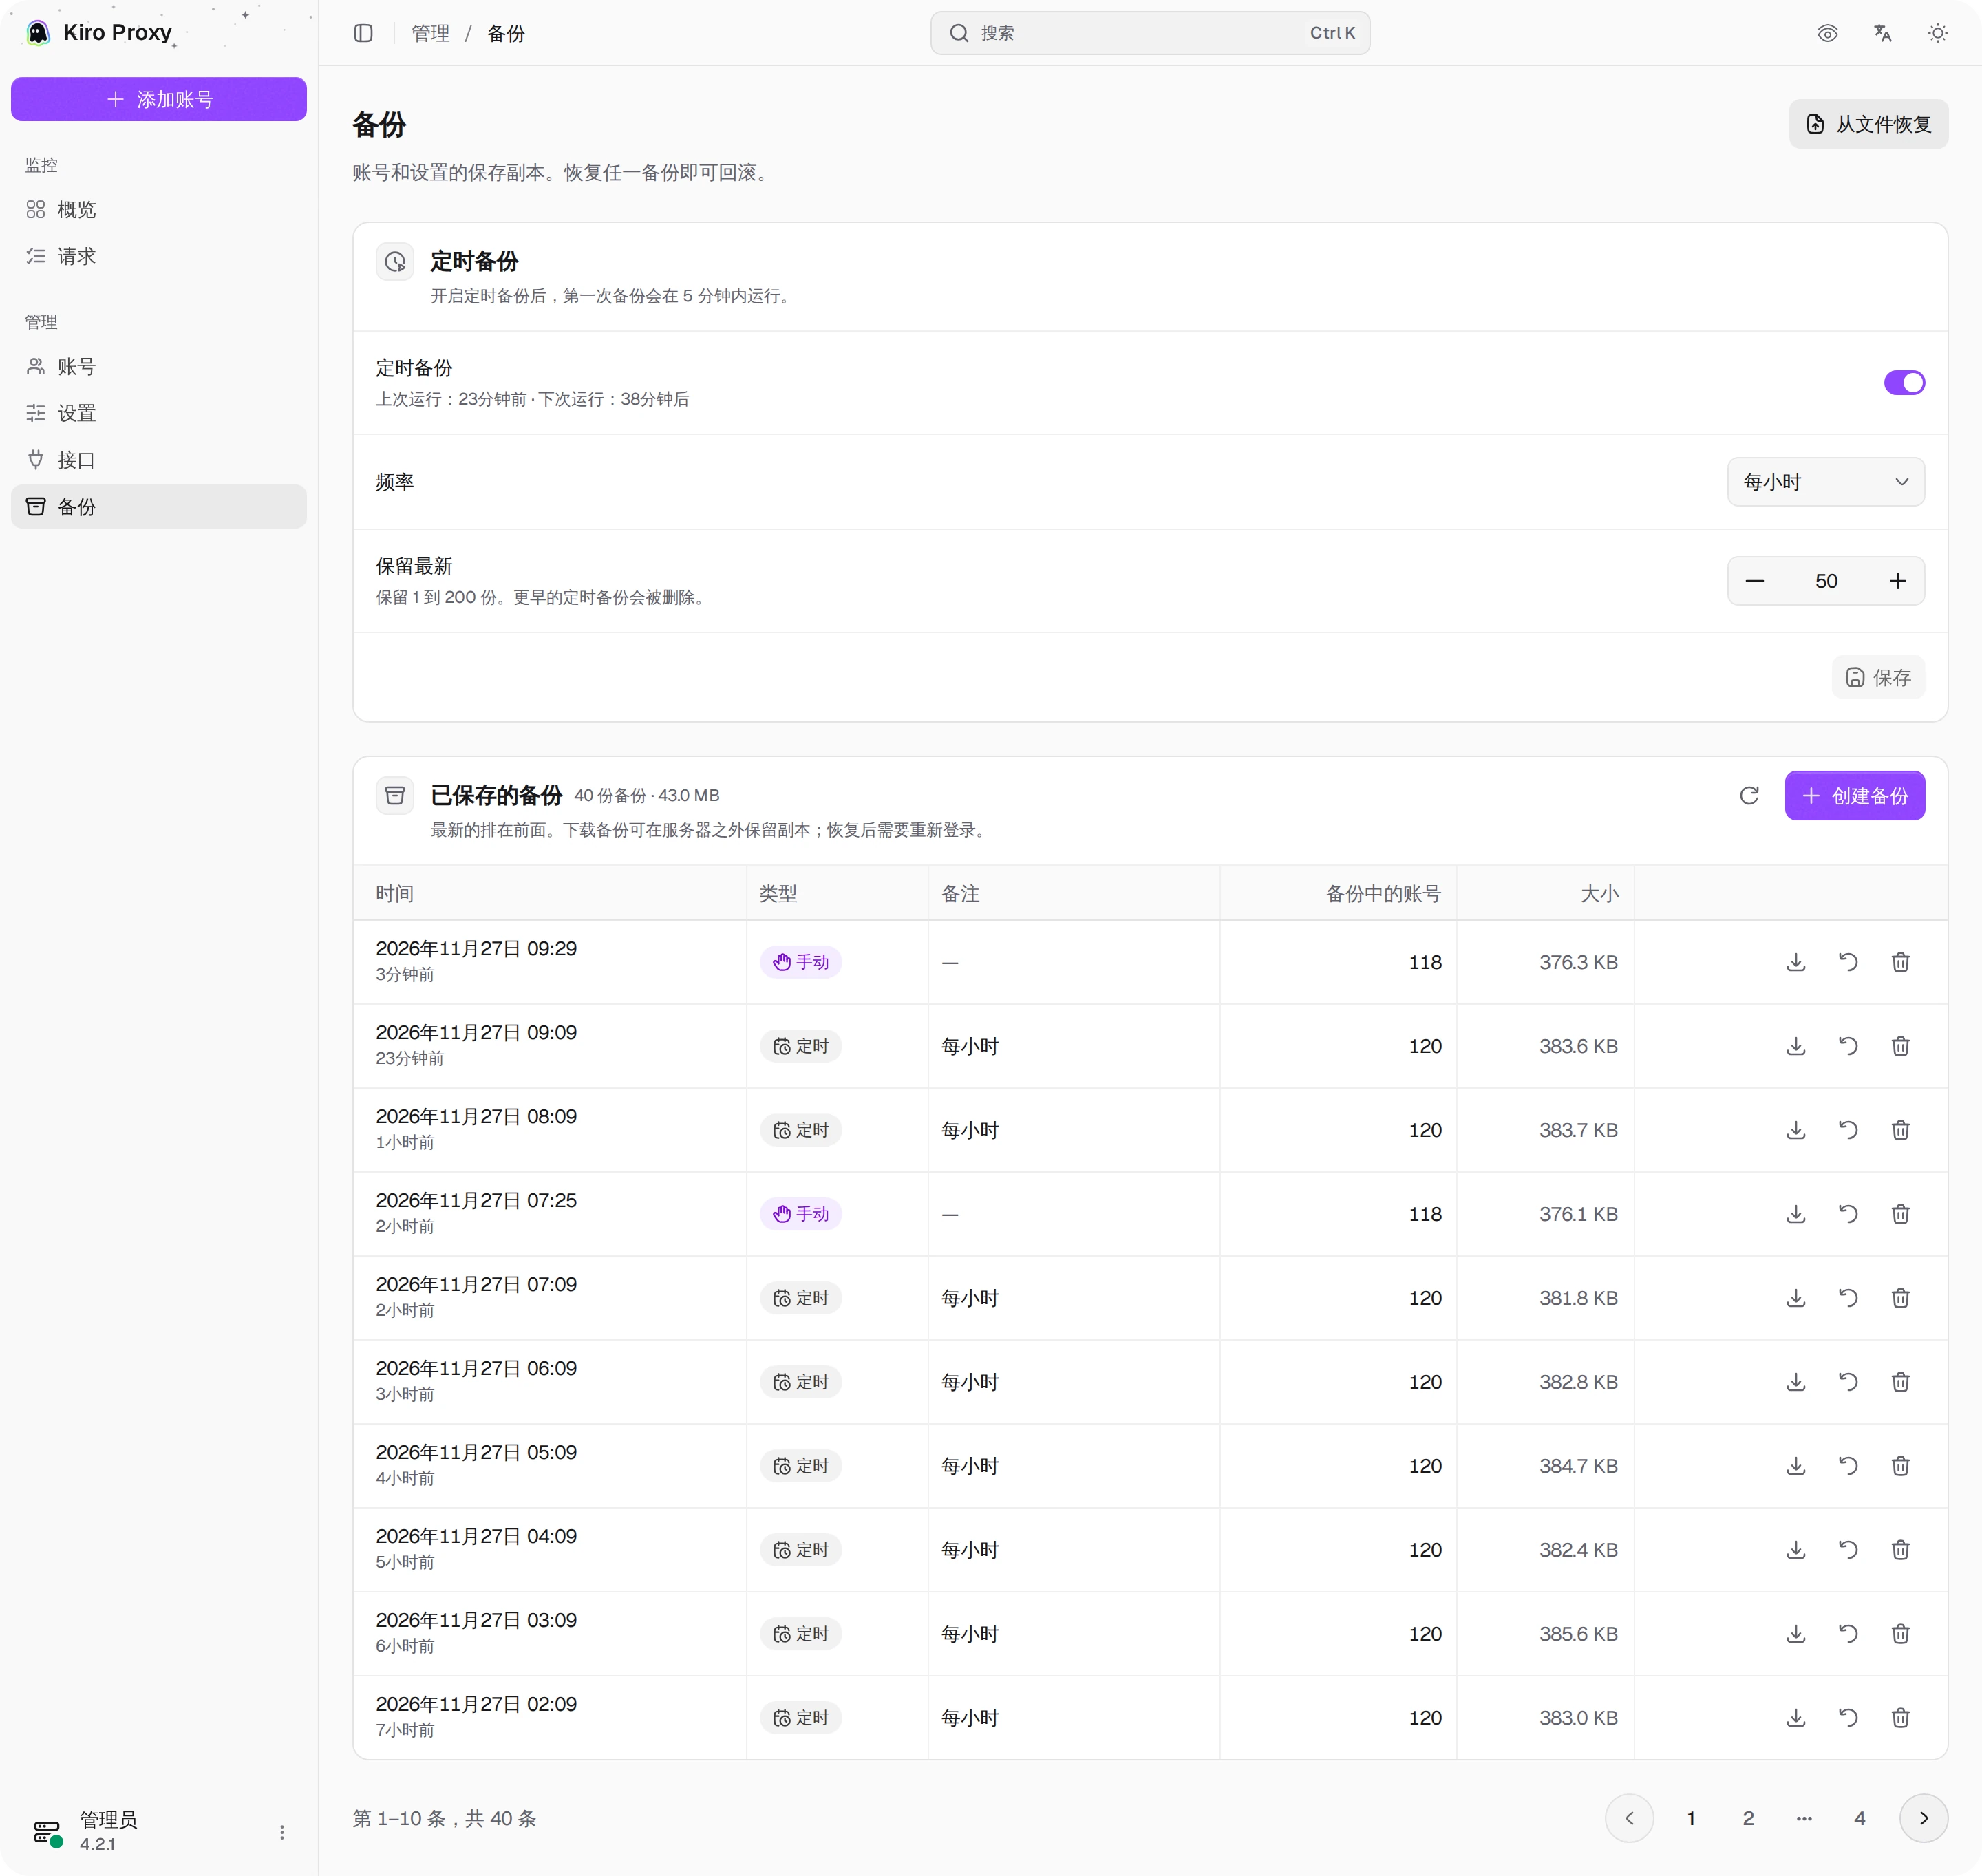 Kiro Proxy
添加账号
监控
概览
请求
管理
账号
设置
接口
备份
管理员
4.2.1
管理 / 备份
搜索
Ctrl K
备份
账号和设置的保存副本。恢复任一备份即可回滚。
从文件恢复
定时备份
开启定时备份后，第一次备份会在 5 分钟内运行。
定时备份
上次运行：23分钟前 · 下次运行：38分钟后
频率
每小时
保留最新
保留 1 到 200 份。更早的定时备份会被删除。
50
保存
已保存的备份 40 份备份 · 43.0 MB
最新的排在前面。下载备份可在服务器之外保留副本；恢复后需要重新登录。
创建备份
时间 类型 备注 备份中的账号 大小
2026年11月27日 09:29
3分钟前
手动 — 118 376.3 KB
2026年11月27日 09:09
23分钟前
定时 每小时 120 383.6 KB
2026年11月27日 08:09
1小时前
定时 每小时 120 383.7 KB
2026年11月27日 07:25
2小时前
手动 — 118 376.1 KB
2026年11月27日 07:09
2小时前
定时 每小时 120 381.8 KB
2026年11月27日 06:09
3小时前
定时 每小时 120 382.8 KB
2026年11月27日 05:09
4小时前
定时 每小时 120 384.7 KB
2026年11月27日 04:09
5小时前
定时 每小时 120 382.4 KB
2026年11月27日 03:09
6小时前
定时 每小时 120 385.6 KB
2026年11月27日 02:09
7小时前
定时 每小时 120 383.0 KB
第 1–10 条，共 40 条
1 2 ··· 4